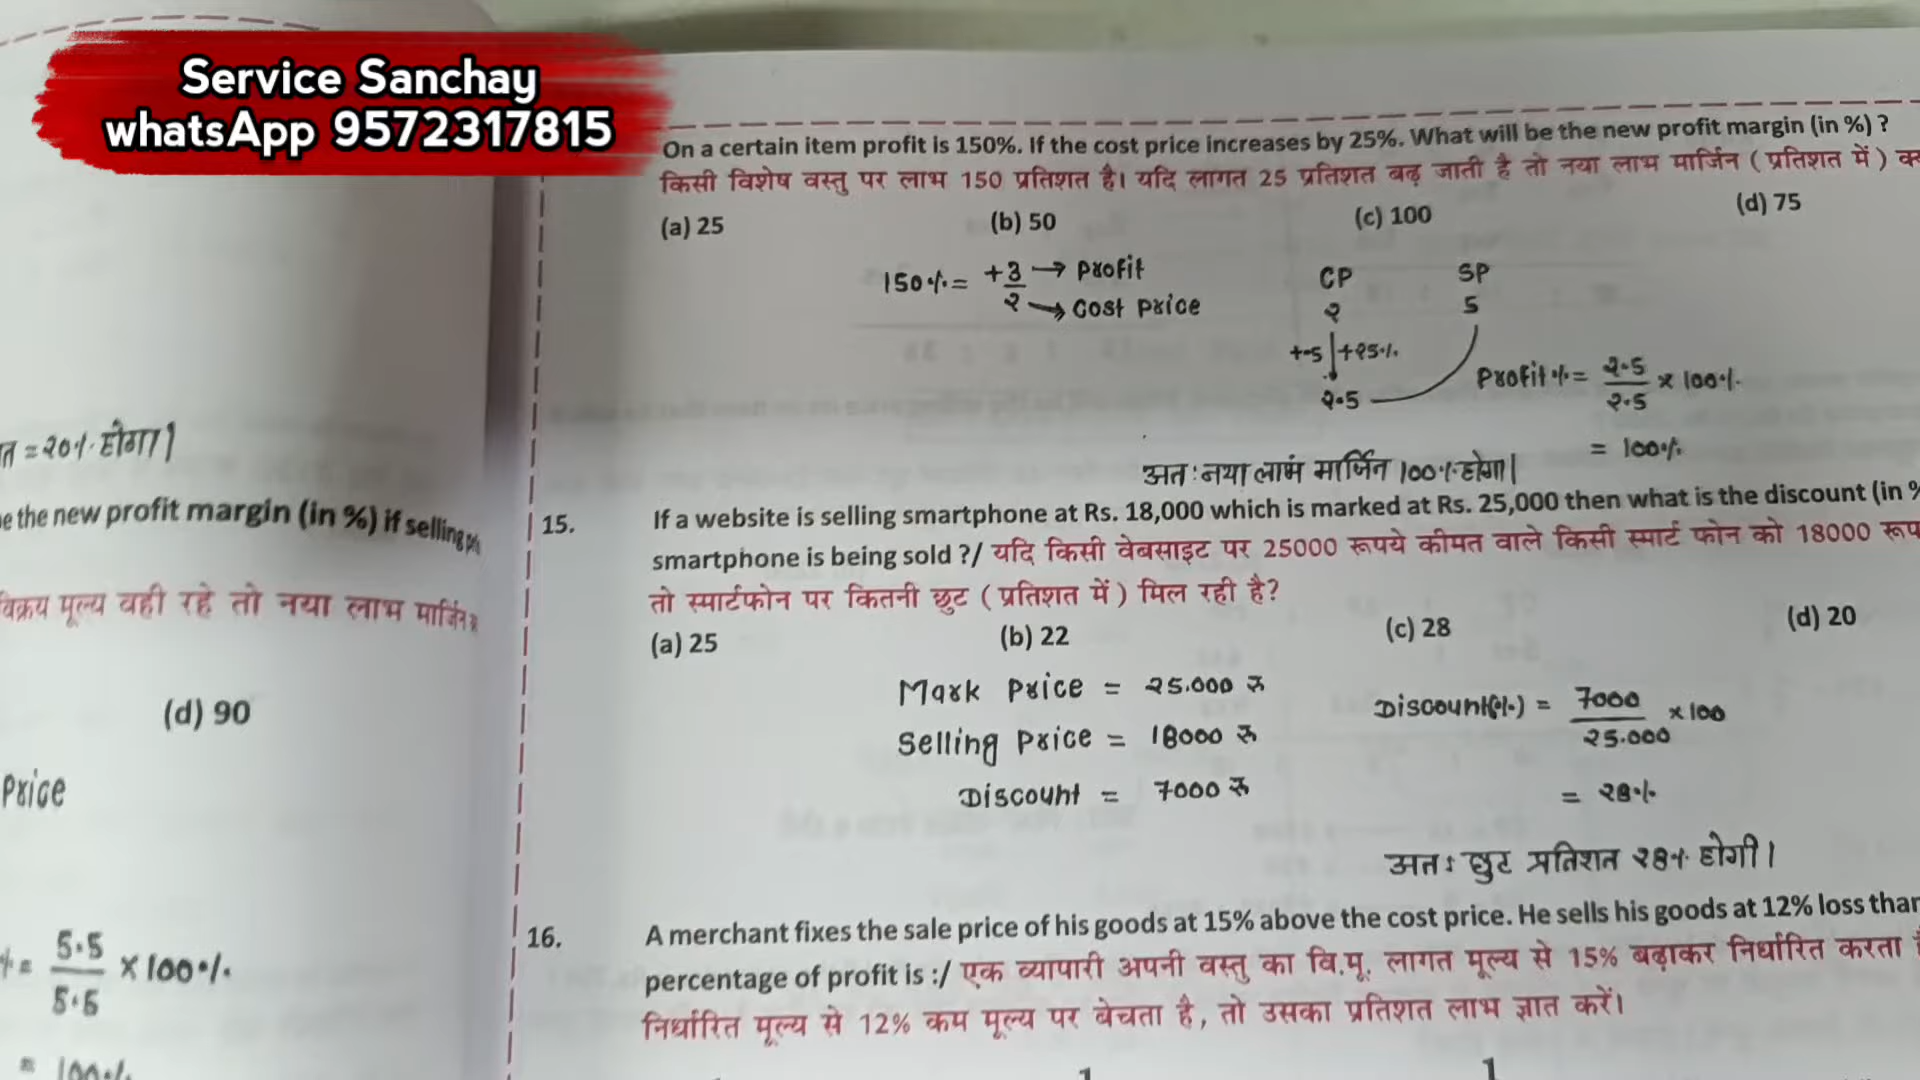 Service Sanchay
whatsApp 9572317815
त = 20% होगा।
e the new profit margin (in %) if selling
विक्रय मूल्य वही रहे तो नया लाभ मार्जिन
(d) 90
Price
% = 5.5/5.5 × 100%
= 100%
On a certain item profit is 150%. If the cost price increases by 25%. What will be the new profit margin (in %) ?
किसी विशेष वस्तु पर लाभ 150 प्रतिशत है। यदि लागत 25 प्रतिशत बढ़ जाती है तो नया लाभ मार्जिन ( प्रतिशत में )
(a) 25 (b) 50 (c) 100 (d) 75
150% = +3/2 → Profit → Cost Price
CP SP
2 5
+.5 +25%
2.5
Profit % = 2.5/2.5 × 100%
= 100%
अतः नया लाभ मार्जिन 100% होगा।
15. If a website is selling smartphone at Rs. 18,000 which is marked at Rs. 25,000 then what is the discount (in %
smartphone is being sold ?/ यदि किसी वेबसाइट पर 25000 रूपये कीमत वाले किसी स्मार्ट फोन को 18000 रूप
तो स्मार्टफोन पर कितनी छुट ( प्रतिशत में ) मिल रही है?
(a) 25 (b) 22 (c) 28 (d) 20
Mark Price = 25.000 रू
Selling Price = 18000 रू
Discount = 7000 रू
Discount(%) = 7000/25.000 × 100
= 28%
अतः छुट प्रतिशत 28% होगी।
16. A merchant fixes the sale price of his goods at 15% above the cost price. He sells his goods at 12% loss than
percentage of profit is :/ एक व्यापारी अपनी वस्तु का वि.मू. लागत मूल्य से 15% बढ़ाकर निर्धारित करता
निर्धारित मूल्य से 12% कम मूल्य पर बेचता है, तो उसका प्रतिशत लाभ ज्ञात करें।
1 1